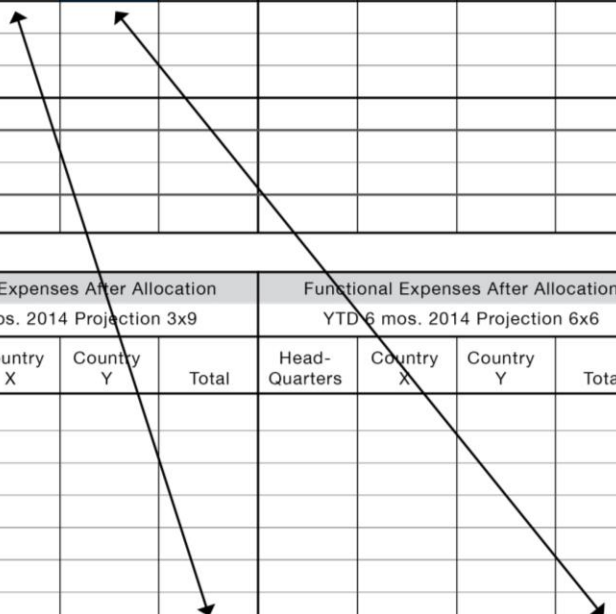 Expenses After Allocation Functional Expenses After Allocation
os. 2014 Projection 3x9 YTD 6 mos. 2014 Projection 6x6
untry Country Head- Country Country
X Y Total Quarters X Y Tota